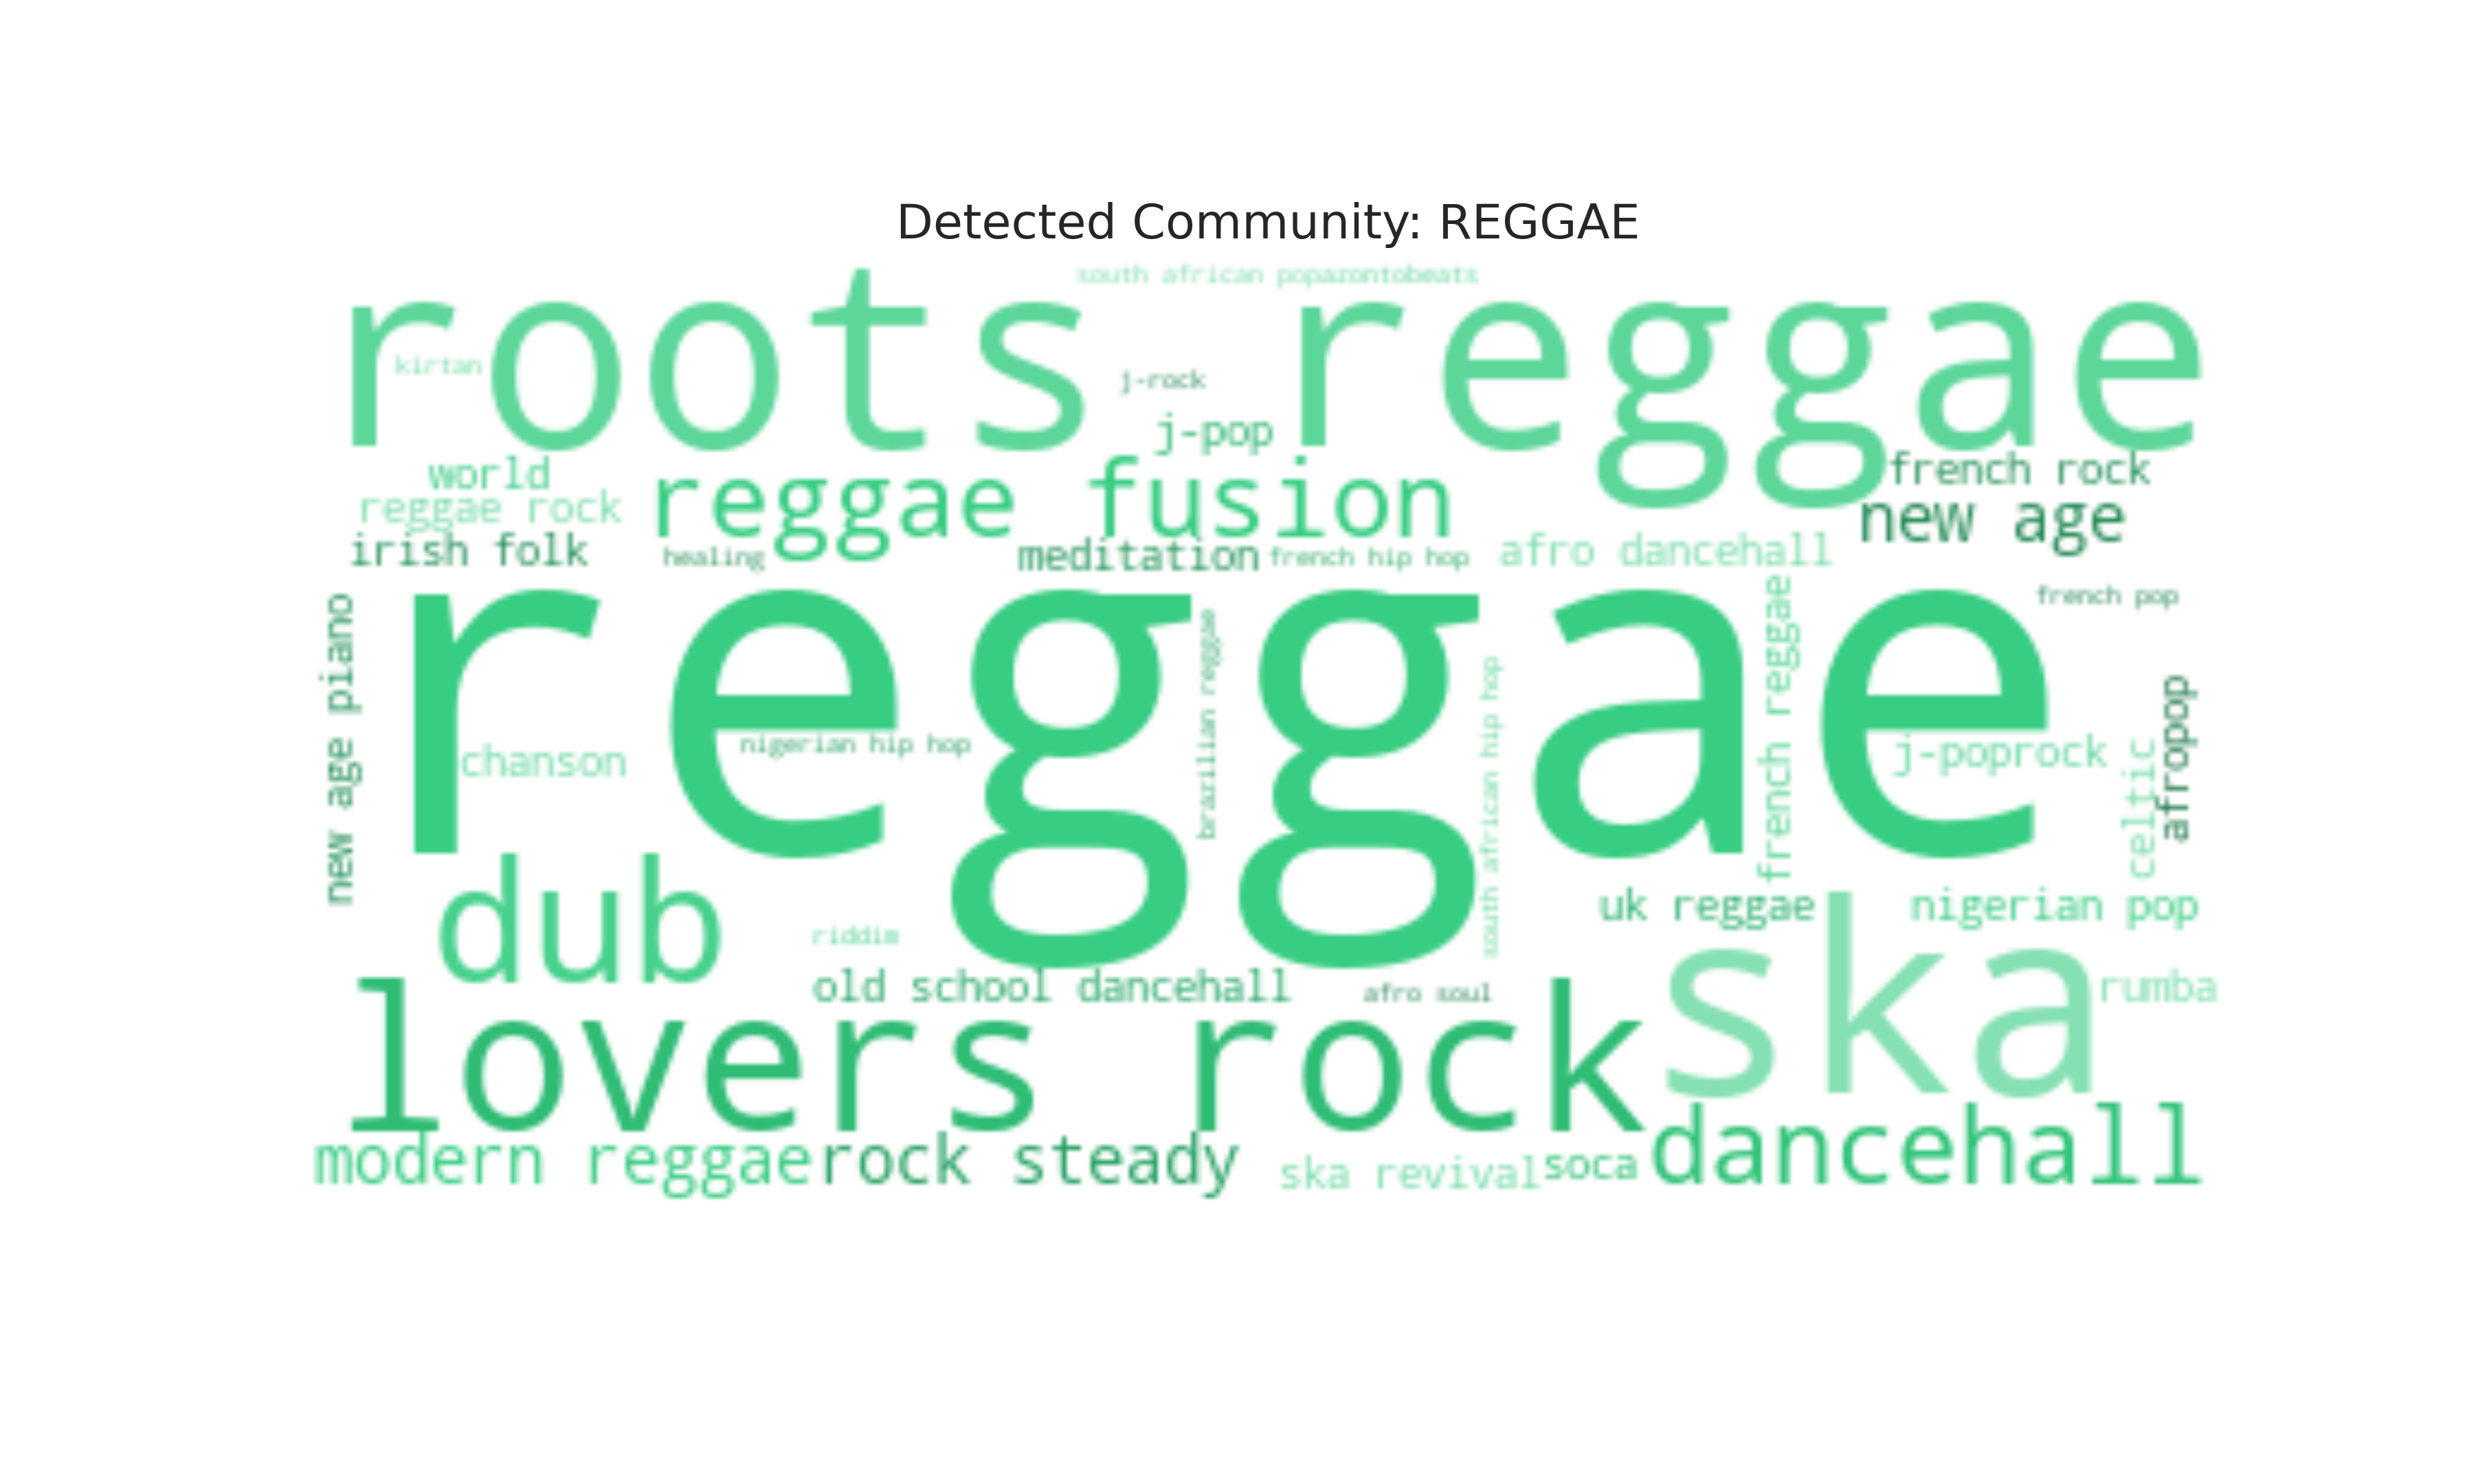 Detected Community: REGGAE
south african popazontobeats
roots reggae
kirtan
j-rock
j-pop
world
reggae fusion
french rock
reggae rock
new age
irish folk
healing
meditation
french hip hop
afro dancehall
french pop
reggae
new age piano
brazilian reggae
south african hip hop
french reggae
afropop
chanson
nigerian hip hop
j-poprock
celtic
dub
riddim
uk reggae
nigerian pop
old school dancehall
afro soul
ska
rumba
lovers rock
modern reggae
rock steady
ska revival
soca
dancehall